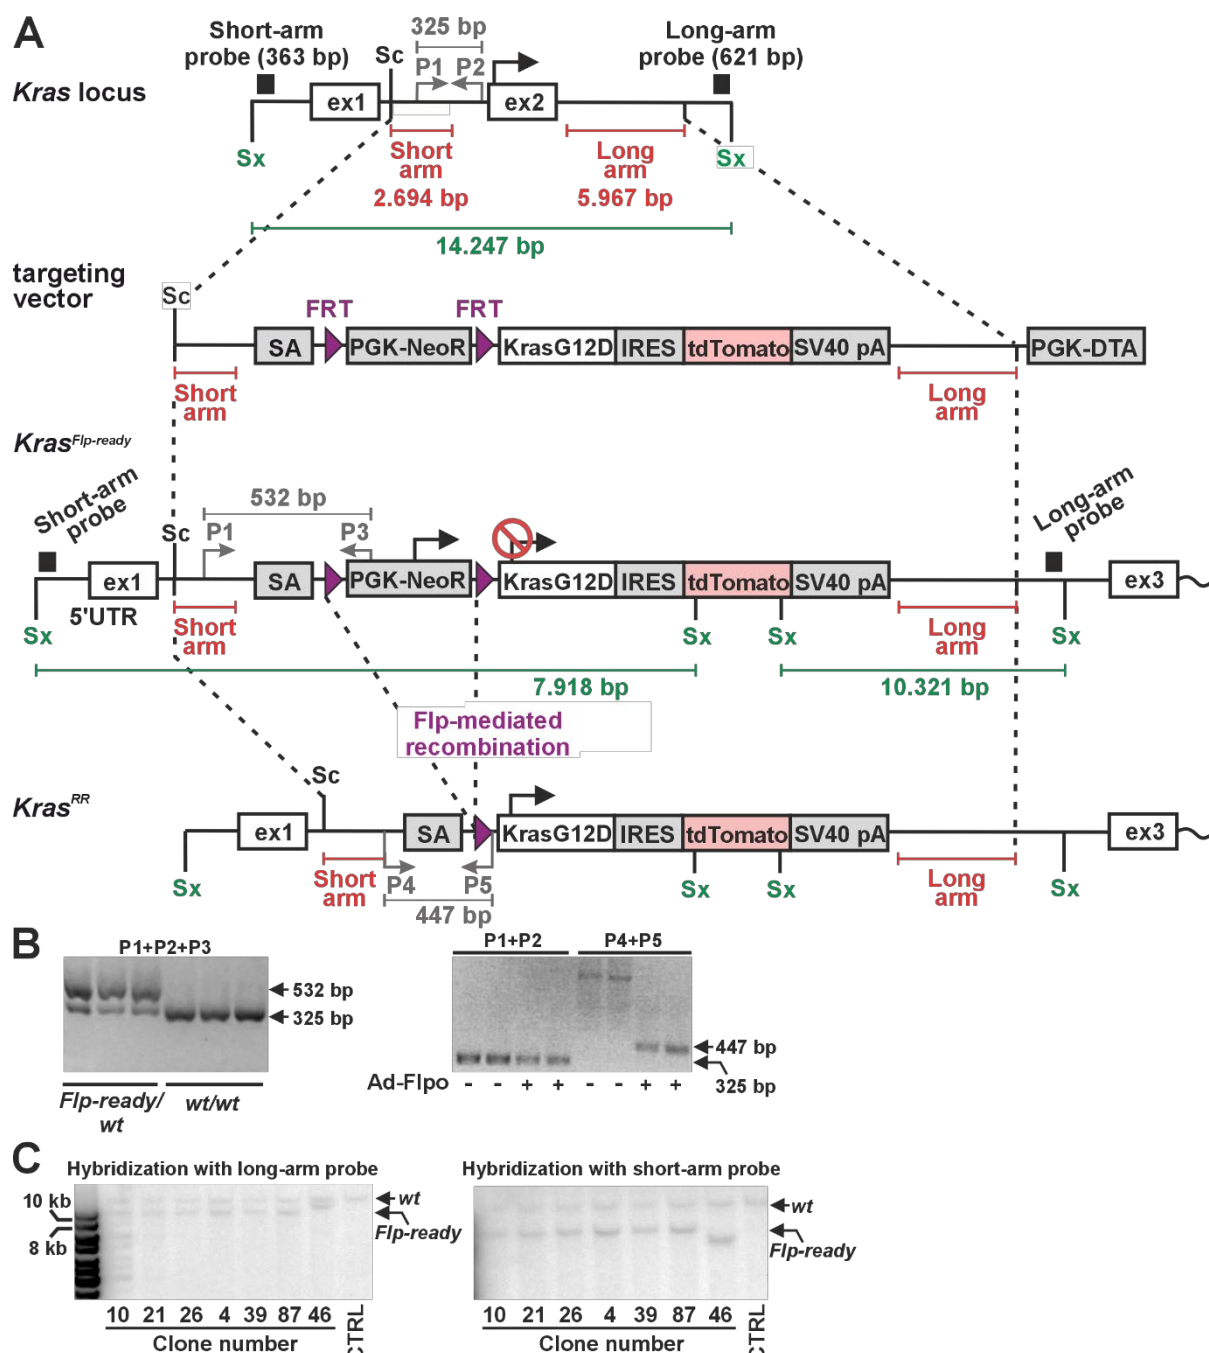 A
Short-arm
probe (363 bp)
325 bp
Long-arm
probe (621 bp)
Sc
P1
P2
Kras locus
ex1
ex2
Sx
Short
arm
2.694 bp
Long
arm
5.967 bp
Sx
14.247 bp
targeting
vector
Sc
FRT
FRT
SA
PGK-NeoR
KrasG12D
IRES
tdTomato
SV40 pA
PGK-DTA
Short
arm
Long
arm
KrasFlp-ready
Short-arm
probe
532 bp
Long-arm
probe
Sc
P1
P3
ex1
5'UTR
SA
PGK-NeoR
KrasG12D
IRES
tdTomato
SV40 pA
ex3
Sx
Short
arm
Sx
Sx
Long
arm
Sx
7.918 bp
10.321 bp
Flp-mediated
recombination
Sc
KrasRR
ex1
SA
KrasG12D
IRES
tdTomato
SV40 pA
ex3
Sx
Short
arm
P4
P5
Sx
Sx
Long
arm
Sx
447 bp
B
P1+P2+P3
532 bp
325 bp
Flp-ready/
wt
wt/wt
P1+P2
P4+P5
447 bp
325 bp
Ad-Flpo - - + + - - + +
C
Hybridization with long-arm probe
10 kb
8 kb
wt
Flp-ready
10 21 26 4 39 87 46 CTRL
Clone number
Hybridization with short-arm probe
wt
Flp-ready
10 21 26 4 39 87 46 CTRL
Clone number